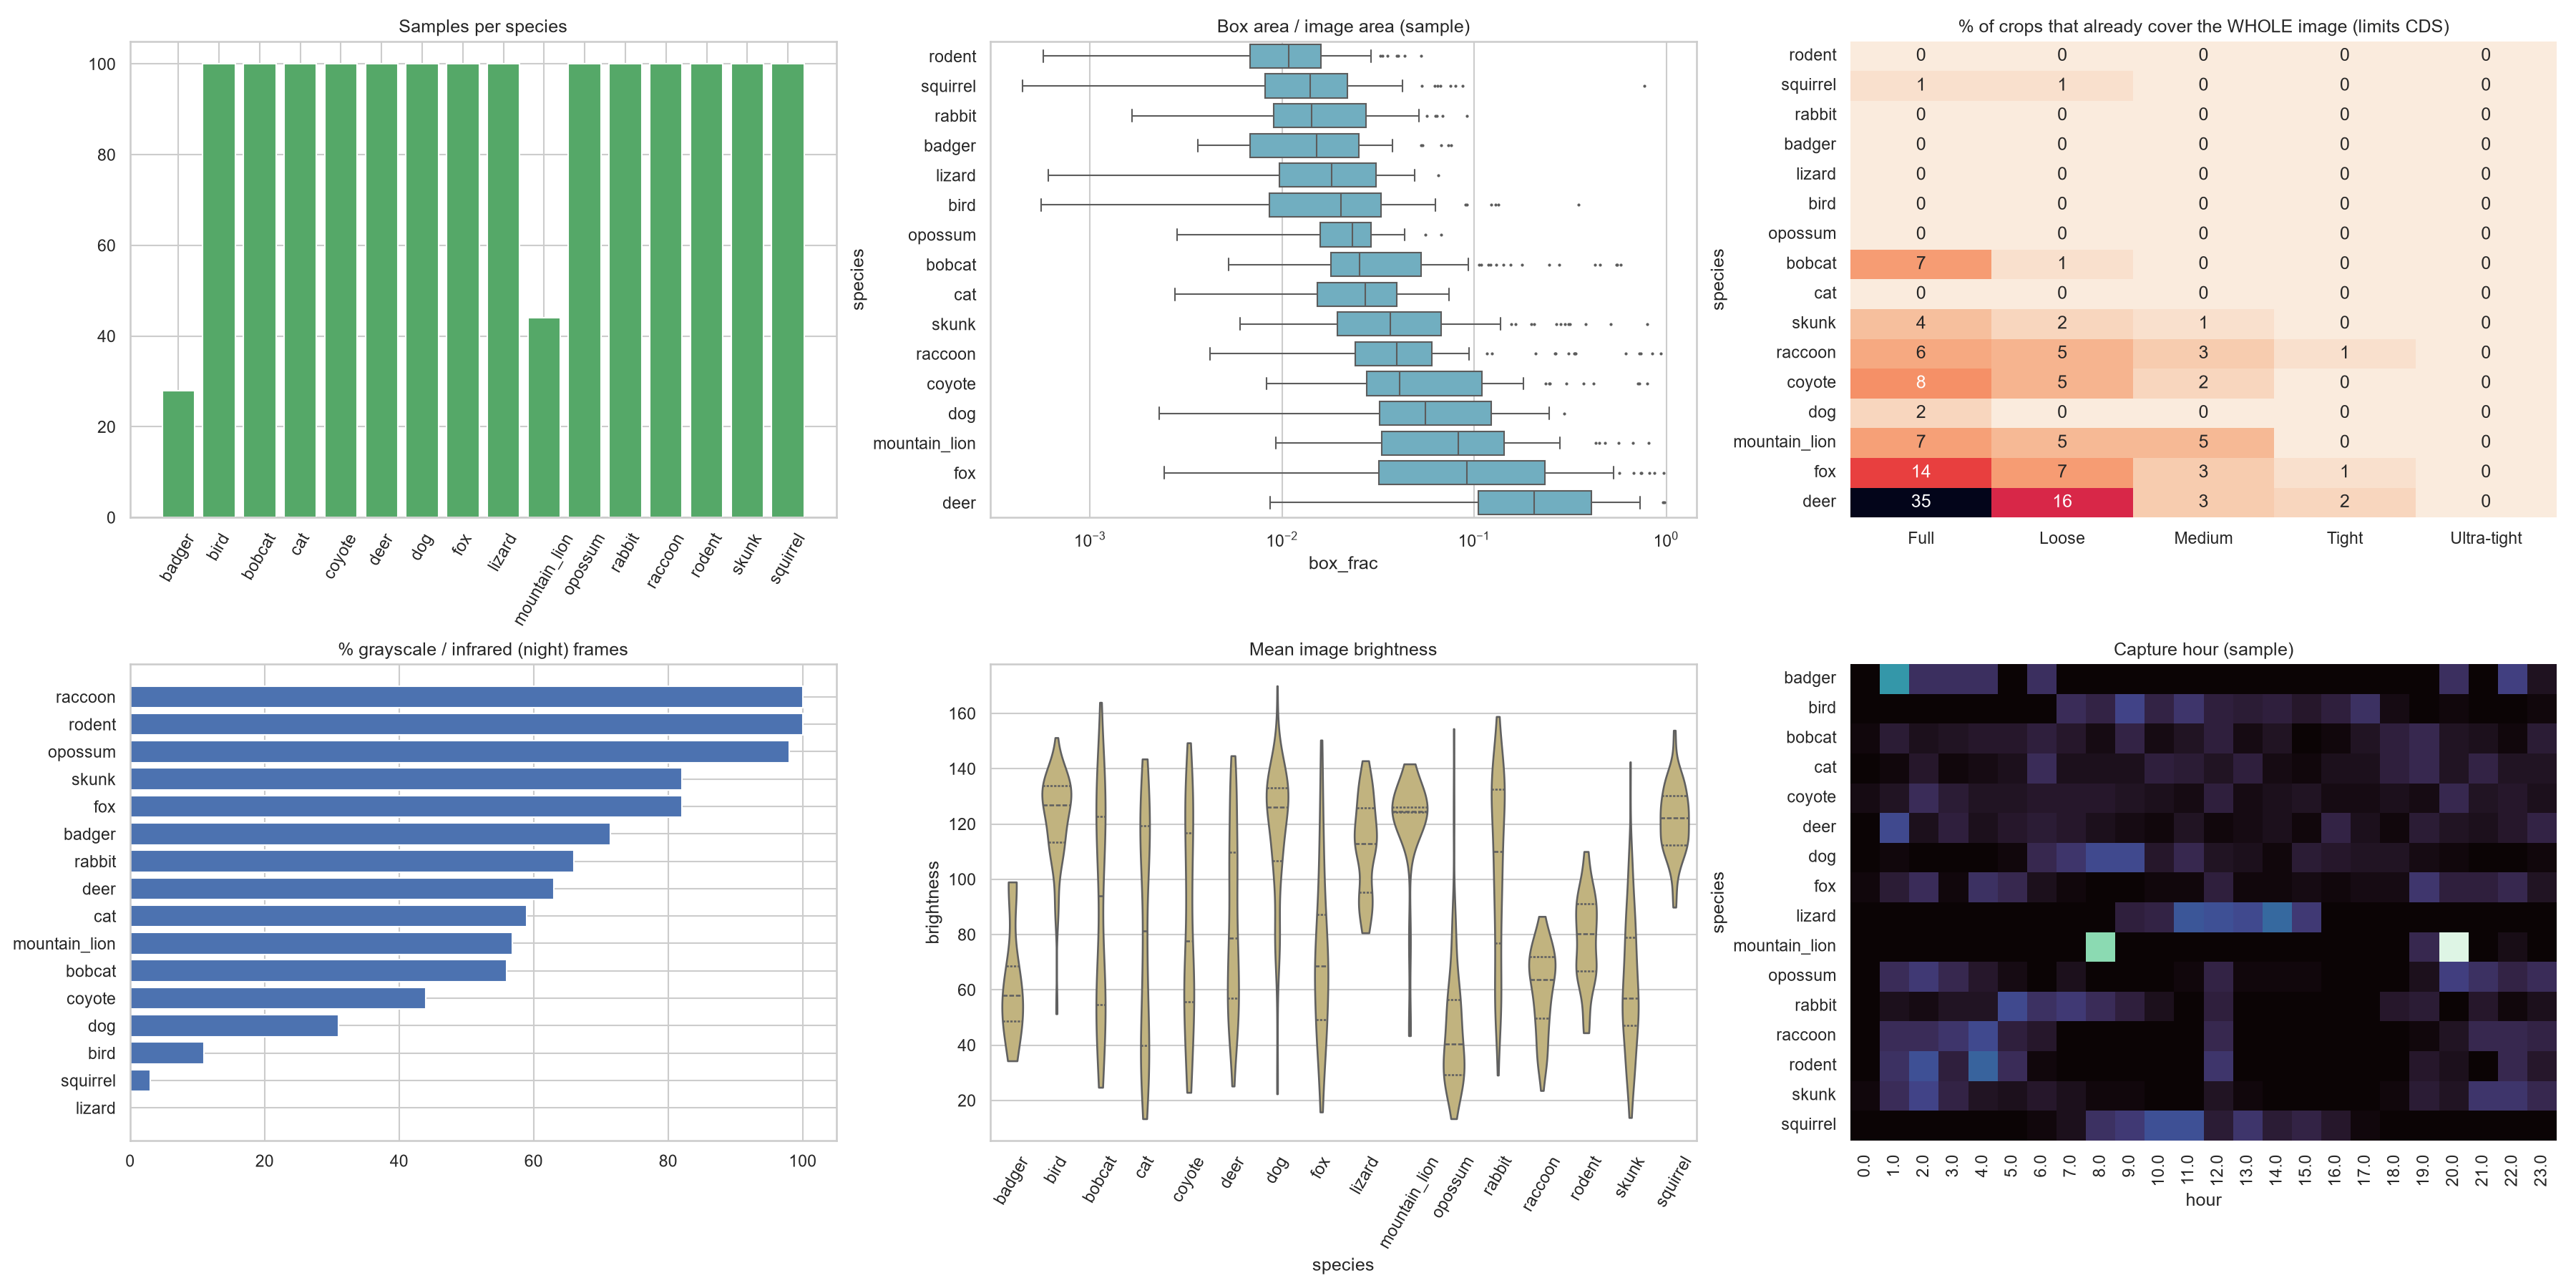 Samples per species
100
80
60
40
20
0
badger
bird
bobcat
cat
coyote
deer
dog
fox
lizard
mountain_lion
opossum
rabbit
raccoon
rodent
skunk
squirrel
Box area / image area (sample)
species
rodent
squirrel
rabbit
badger
lizard
bird
opossum
bobcat
cat
skunk
raccoon
coyote
dog
mountain_lion
fox
deer
10⁻³ 10⁻² 10⁻¹ 10⁰
box_frac
% of crops that already cover the WHOLE image (limits CDS)
species
rodent 0 0 0 0 0
squirrel 1 1 0 0 0
rabbit 0 0 0 0 0
badger 0 0 0 0 0
lizard 0 0 0 0 0
bird 0 0 0 0 0
opossum 0 0 0 0 0
bobcat 7 1 0 0 0
cat 0 0 0 0 0
skunk 4 2 1 0 0
raccoon 6 5 3 1 0
coyote 8 5 2 0 0
dog 2 0 0 0 0
mountain_lion 7 5 5 0 0
fox 14 7 3 1 0
deer 35 16 3 2 0
Full Loose Medium Tight Ultra-tight
% grayscale / infrared (night) frames
raccoon
rodent
opossum
skunk
fox
badger
rabbit
deer
cat
mountain_lion
bobcat
coyote
dog
bird
squirrel
lizard
0 20 40 60 80 100
Mean image brightness
brightness
160
140
120
100
80
60
40
20
badger
bird
bobcat
cat
coyote
deer
dog
fox
lizard
mountain_lion
opossum
rabbit
raccoon
rodent
skunk
squirrel
species
Capture hour (sample)
species
badger
bird
bobcat
cat
coyote
deer
dog
fox
lizard
mountain_lion
opossum
rabbit
raccoon
rodent
skunk
squirrel
0.0 1.0 2.0 3.0 4.0 5.0 6.0 7.0 8.0 9.0 10.0 11.0 12.0 13.0 14.0 15.0 16.0 17.0 18.0 19.0 20.0 21.0 22.0 23.0
hour